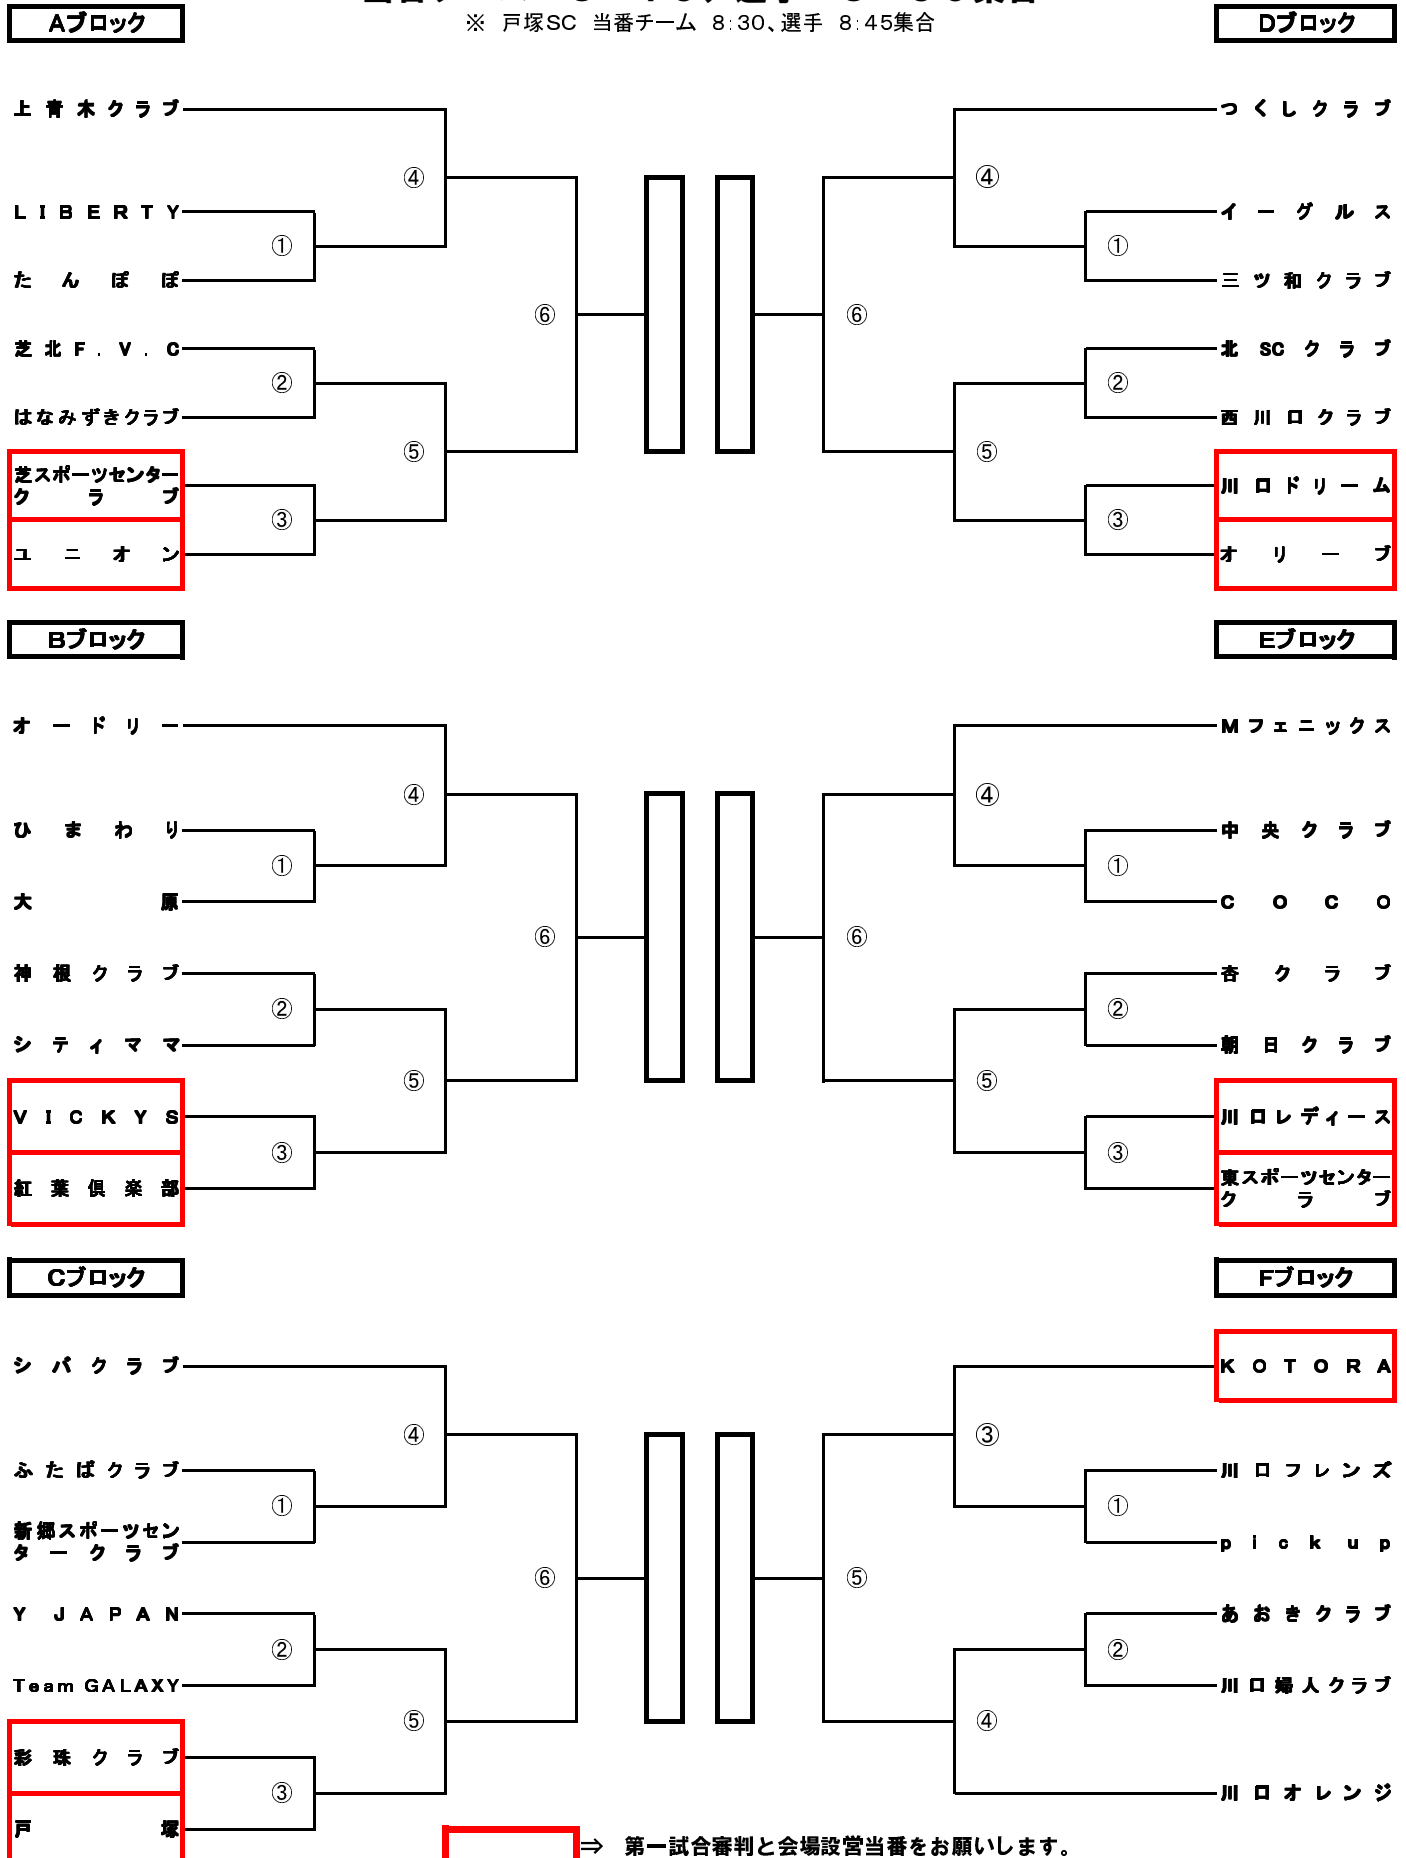 ※ 戸塚SC 当番チーム 8:30、選手 8:45集合
Aブロック
上青木クラブ
④
LIBERTY
①
たんぽぽ
⑥
芝北F.V.C
②
はなみずきクラブ
⑤
芝スポーツセンター
クラブ
③
ユニオン
Bブロック
オードリー
④
ひまわり
①
大原
⑥
神根クラブ
②
シティママ
⑤
VICKYS
③
紅葉倶楽部
Cブロック
シバクラブ
④
ふたばクラブ
①
新郷スポーツセン
タークラブ
⑥
Y JAPAN
②
Team GALAXY
⑤
彩珠クラブ
③
戸塚
Dブロック
つくしクラブ
④
イーグルス
①
三ツ和クラブ
⑥
北SCクラブ
②
西川口クラブ
⑤
川口ドリーム
③
オリーブ
Eブロック
Mフェニックス
④
中央クラブ
①
COCO
⑥
杏クラブ
②
朝日クラブ
⑤
川口レディース
③
東スポーツセンター
クラブ
Fブロック
KOTORA
③
川口フレンズ
①
pickup
⑤
あおきクラブ
②
川口婦人クラブ
④
川口オレンジ
⇒ 第一試合審判と会場設営当番をお願いします。